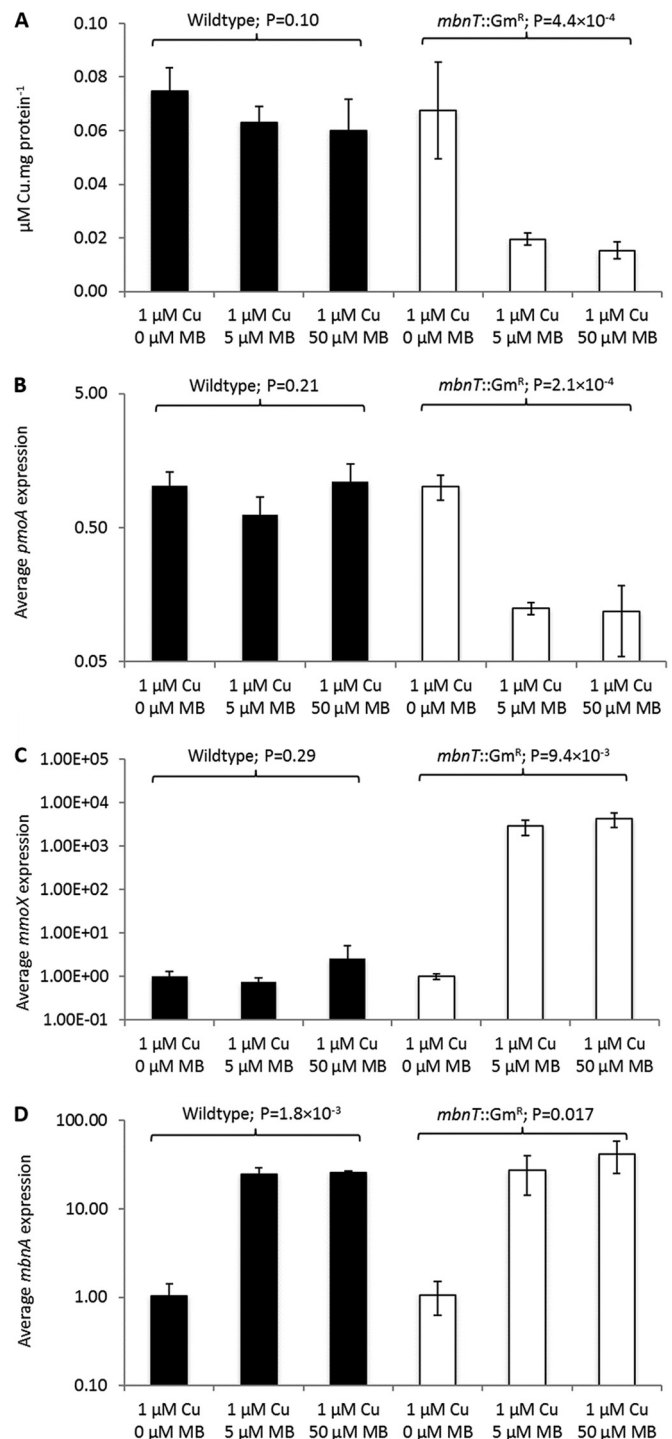 A
Wildtype; P=0.10
mbnT::Gmᴿ; P=4.4×10⁻⁴
µM Cu.mg protein⁻¹
0.10
0.08
0.06
0.04
0.02
0.00
1 µM Cu 1 µM Cu 1 µM Cu 1 µM Cu 1 µM Cu 1 µM Cu
0 µM MB 5 µM MB 50 µM MB 0 µM MB 5 µM MB 50 µM MB
B
Wildtype; P=0.21
mbnT::Gmᴿ; P=2.1×10⁻⁴
Average pmoA expression
5.00
0.50
0.05
1 µM Cu 1 µM Cu 1 µM Cu 1 µM Cu 1 µM Cu 1 µM Cu
0 µM MB 5 µM MB 50 µM MB 0 µM MB 5 µM MB 50 µM MB
C
Wildtype; P=0.29
mbnT::Gmᴿ; P=9.4×10⁻³
Average mmoX expression
1.00E+05
1.00E+04
1.00E+03
1.00E+02
1.00E+01
1.00E+00
1.00E-01
1 µM Cu 1 µM Cu 1 µM Cu 1 µM Cu 1 µM Cu 1 µM Cu
0 µM MB 5 µM MB 50 µM MB 0 µM MB 5 µM MB 50 µM MB
D
Wildtype; P=1.8×10⁻³
mbnT::Gmᴿ; P=0.017
Average mbnA expression
100.00
10.00
1.00
0.10
1 µM Cu 1 µM Cu 1 µM Cu 1 µM Cu 1 µM Cu 1 µM Cu
0 µM MB 5 µM MB 50 µM MB 0 µM MB 5 µM MB 50 µM MB